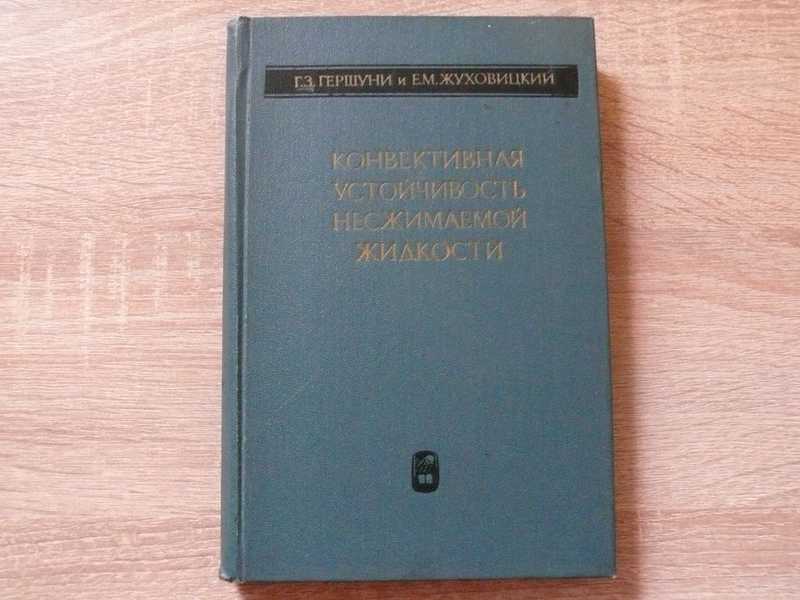 Г.З. ГЕРШУНИ и Е.М. ЖУХОВИЦКИЙ
КОНВЕКТИВНАЯ
УСТОЙЧИВОСТЬ
НЕСЖИМАЕМОЙ
ЖИДКОСТИ